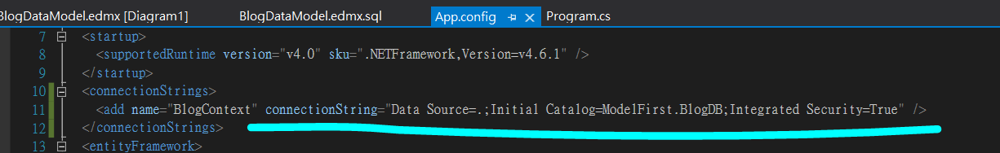 BlogDataModel.edmx [Diagram1] BlogDataModel.edmx.sql App.config Program.cs
7 <startup>
8 <supportedRuntime version="v4.0" sku=".NETFramework,Version=v4.6.1" />
9 </startup>
10 <connectionStrings>
11 <add name="BlogContext" connectionString="Data Source=.;Initial Catalog=ModelFirst.BlogDB;Integrated Security=True" />
12 </connectionStrings>
13 <entityFramework>